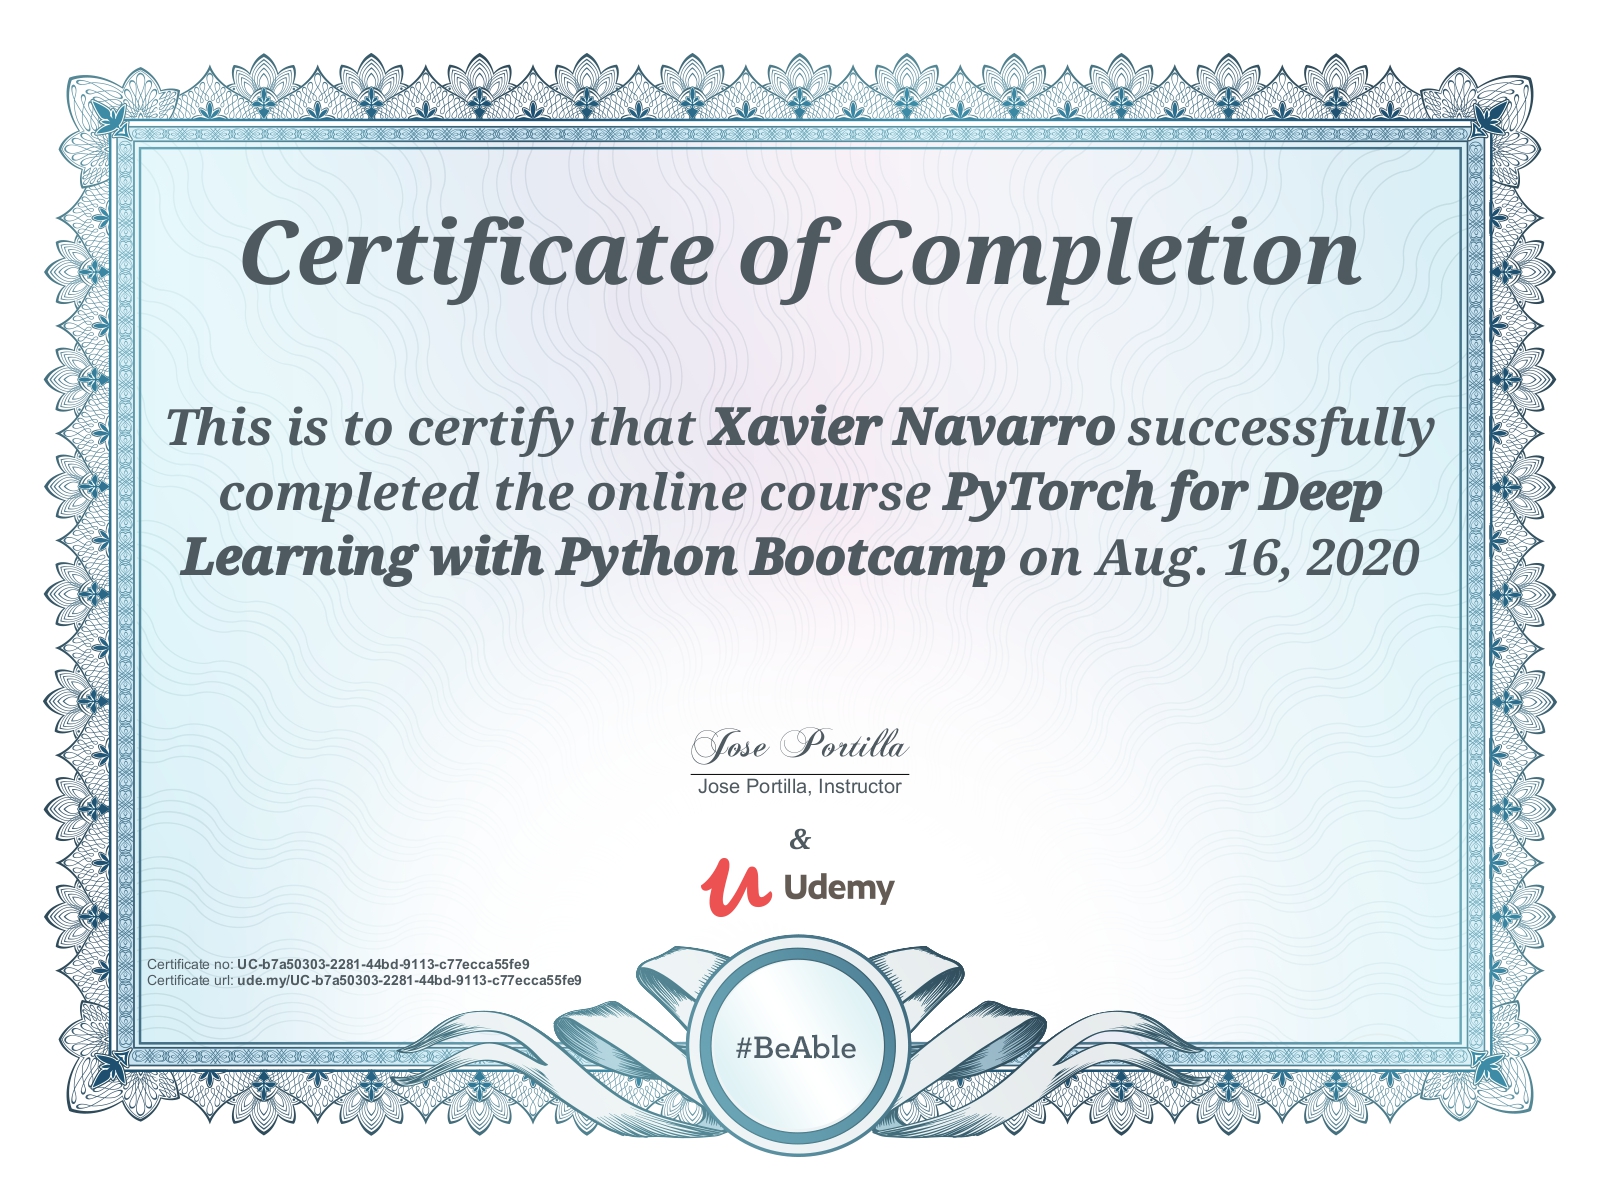 Certificate of Completion
This is to certify that Xavier Navarro successfully
completed the online course PyTorch for Deep
Learning with Python Bootcamp on Aug. 16, 2020
Jose Portilla
Jose Portilla, Instructor
&
Udemy
Certificate no: UC-b7a50303-2281-44bd-9113-c77ecca55fe9
Certificate url: ude.my/UC-b7a50303-2281-44bd-9113-c77ecca55fe9
#BeAble